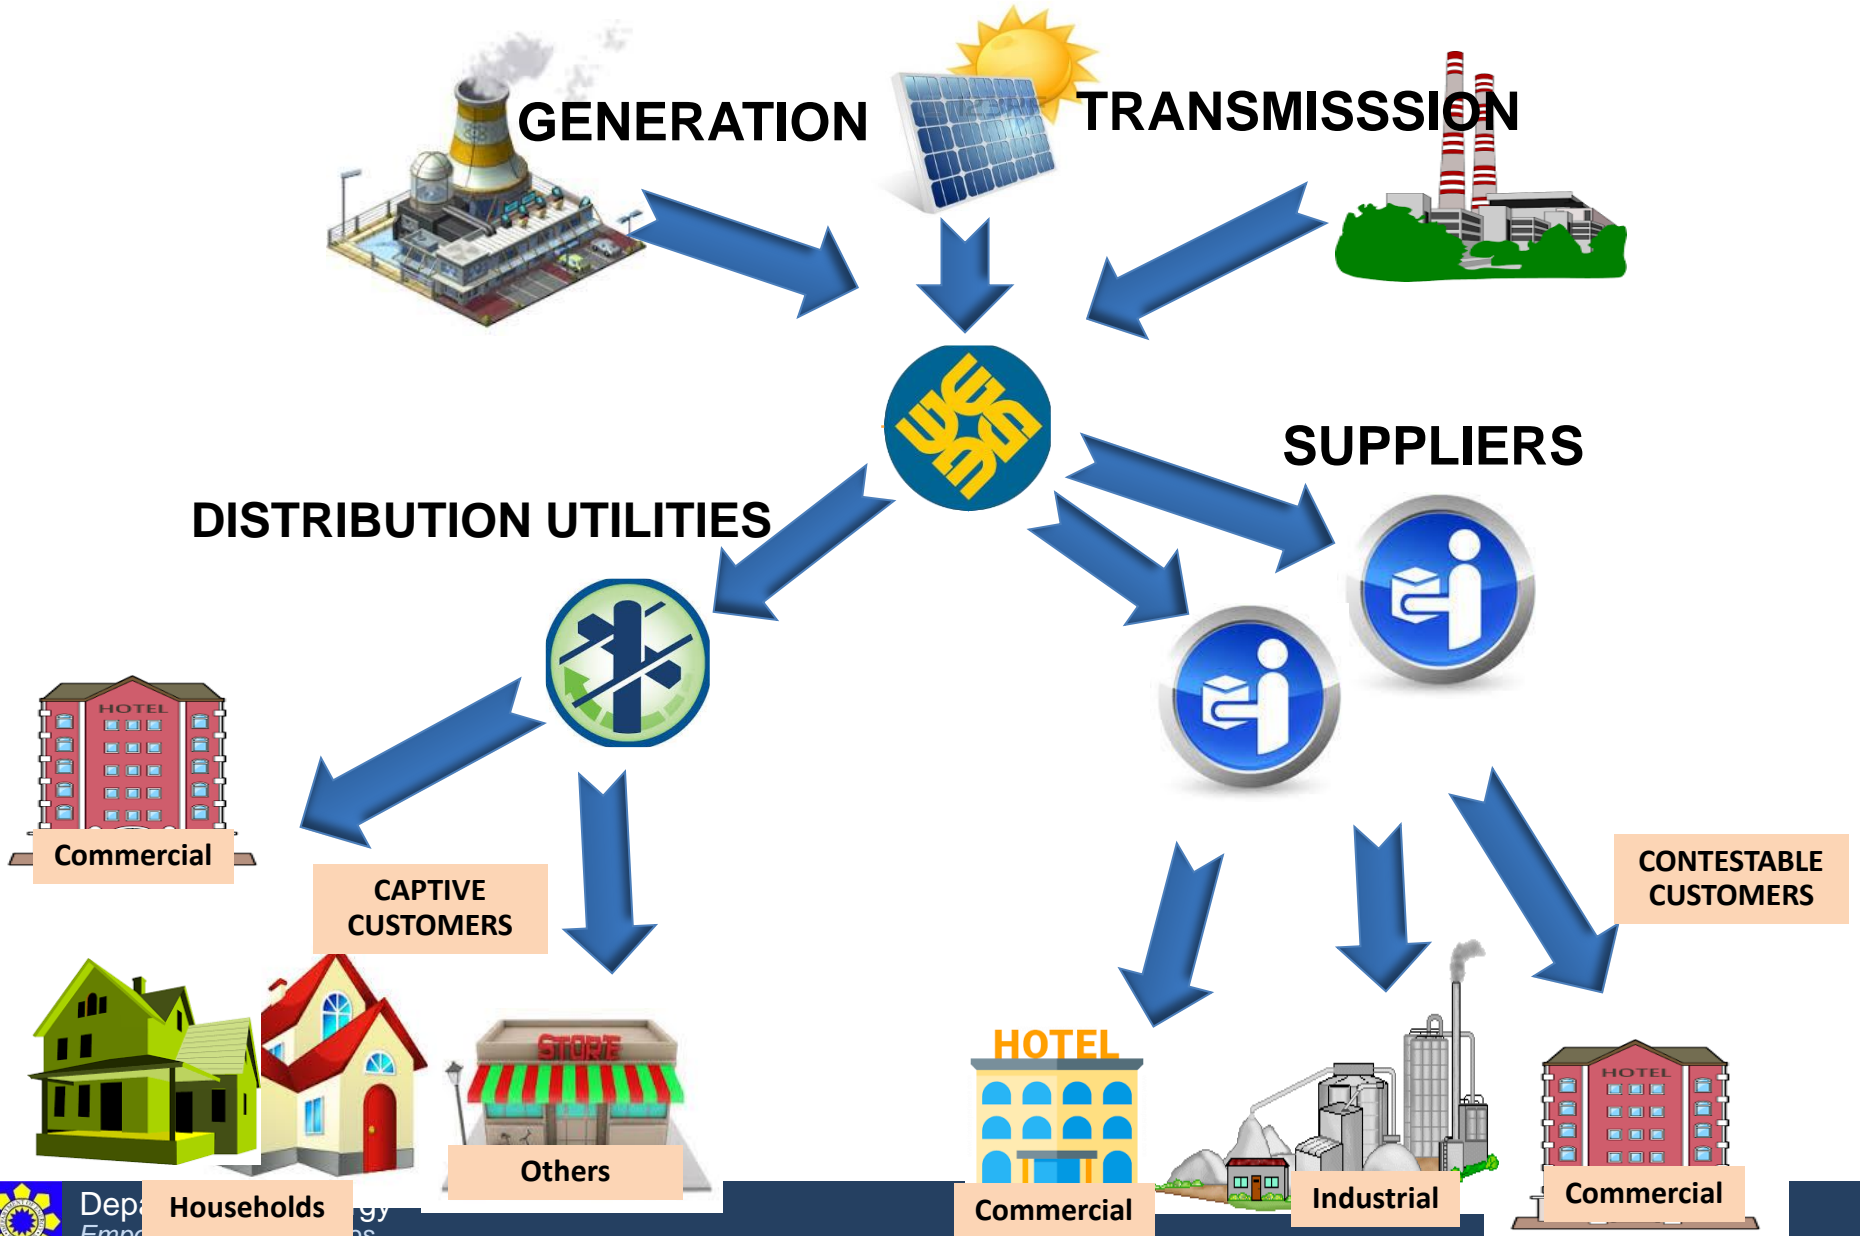 GENERATION
TRANSMISSSION
SUPPLIERS
DISTRIBUTION UTILITIES
HOTEL
Commercial
CAPTIVE
CUSTOMERS
CONTESTABLE
CUSTOMERS
STORE
HOTEL
HOTEL
Others
Households
Commercial
Industrial
Commercial